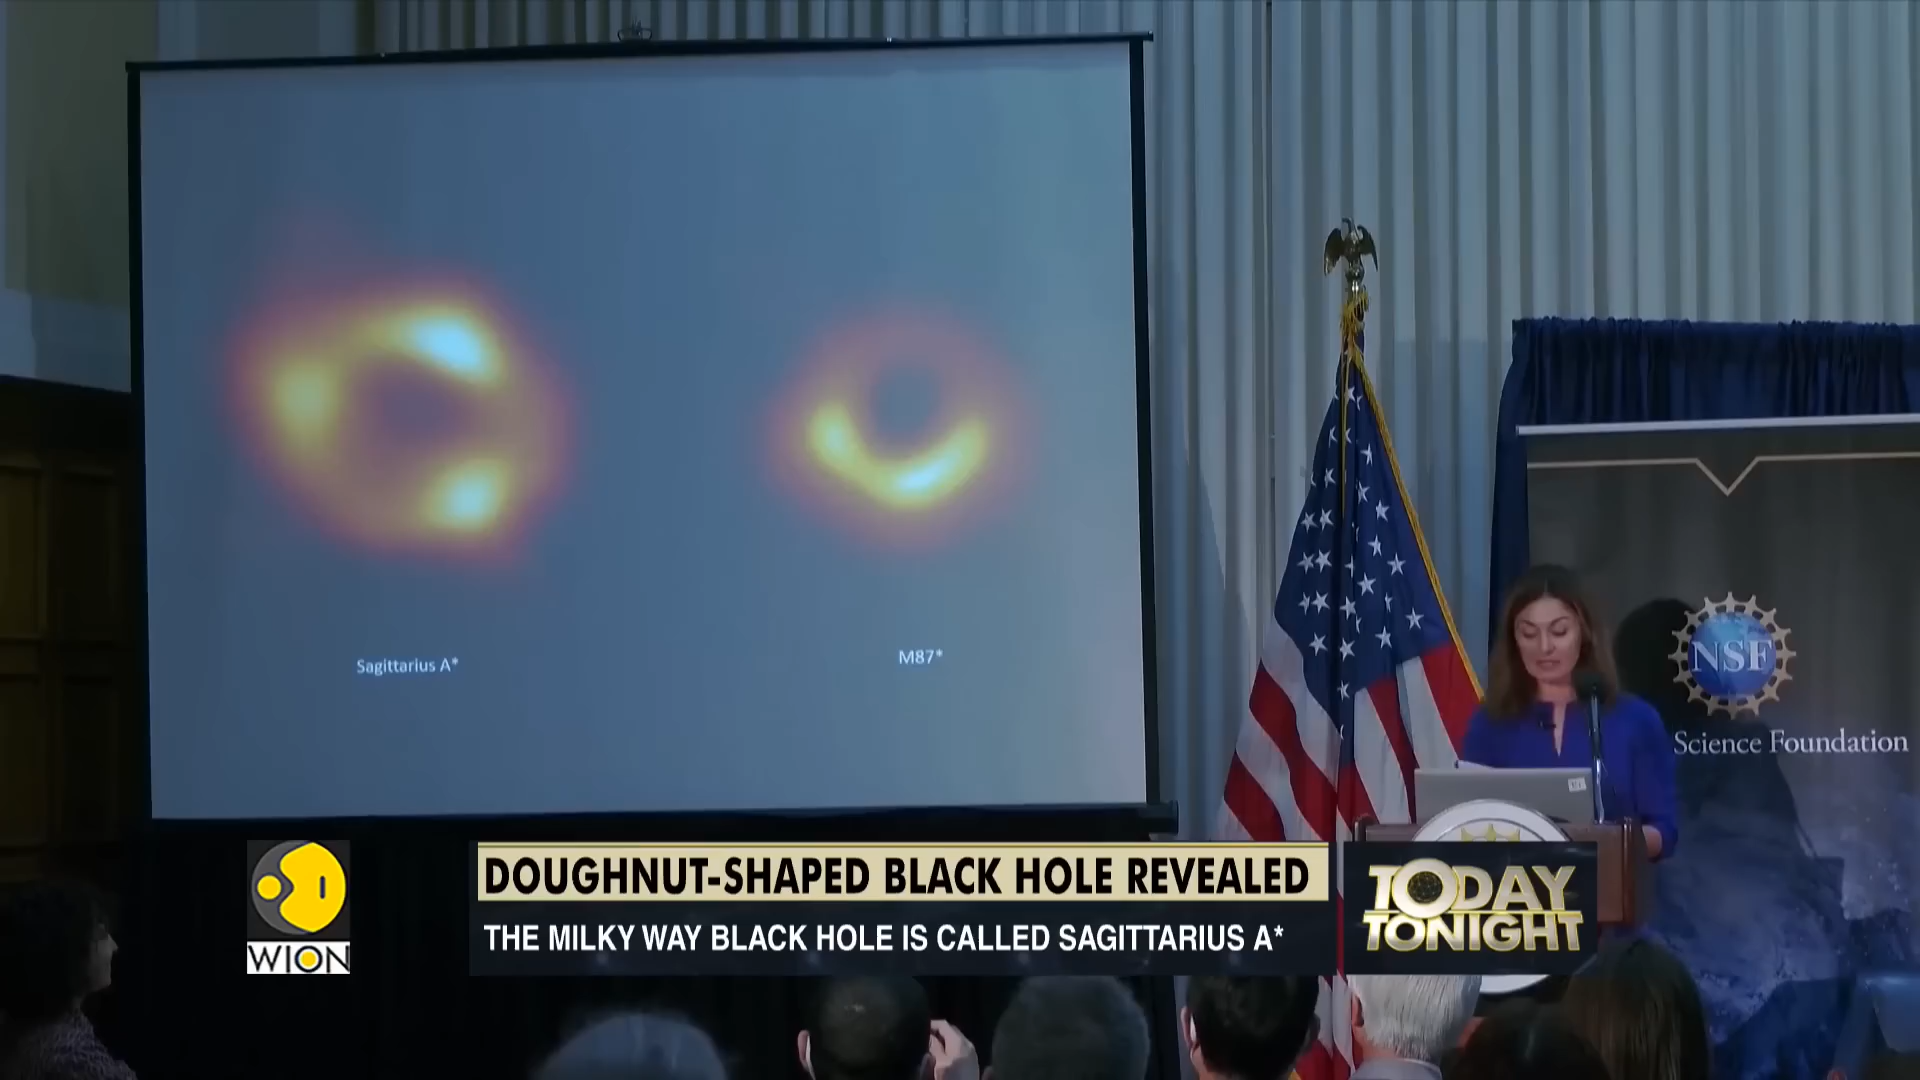 Sagittarius A*
M87*
NSF
Science Foundation
DOUGHNUT-SHAPED BLACK HOLE REVEALED
THE MILKY WAY BLACK HOLE IS CALLED SAGITTARIUS A*
WION
TODAY
TONIGHT